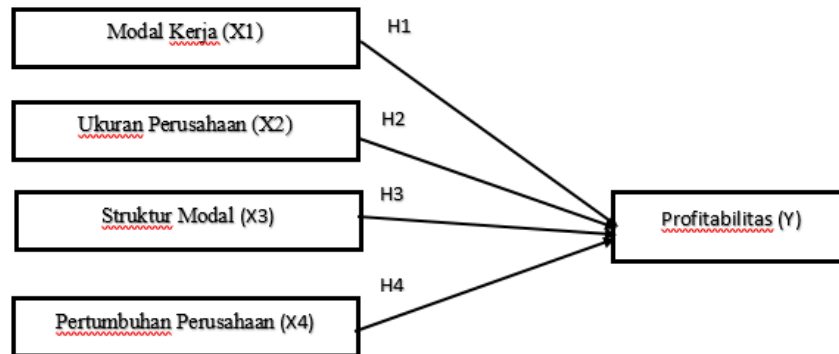 Modal Kerja (X1)
H1
Ukuran Perusahaan (X2)
H2
Struktur Modal (X3)
H3
Profitabilitas (Y)
H4
Pertumbuhan Perusahaan (X4)